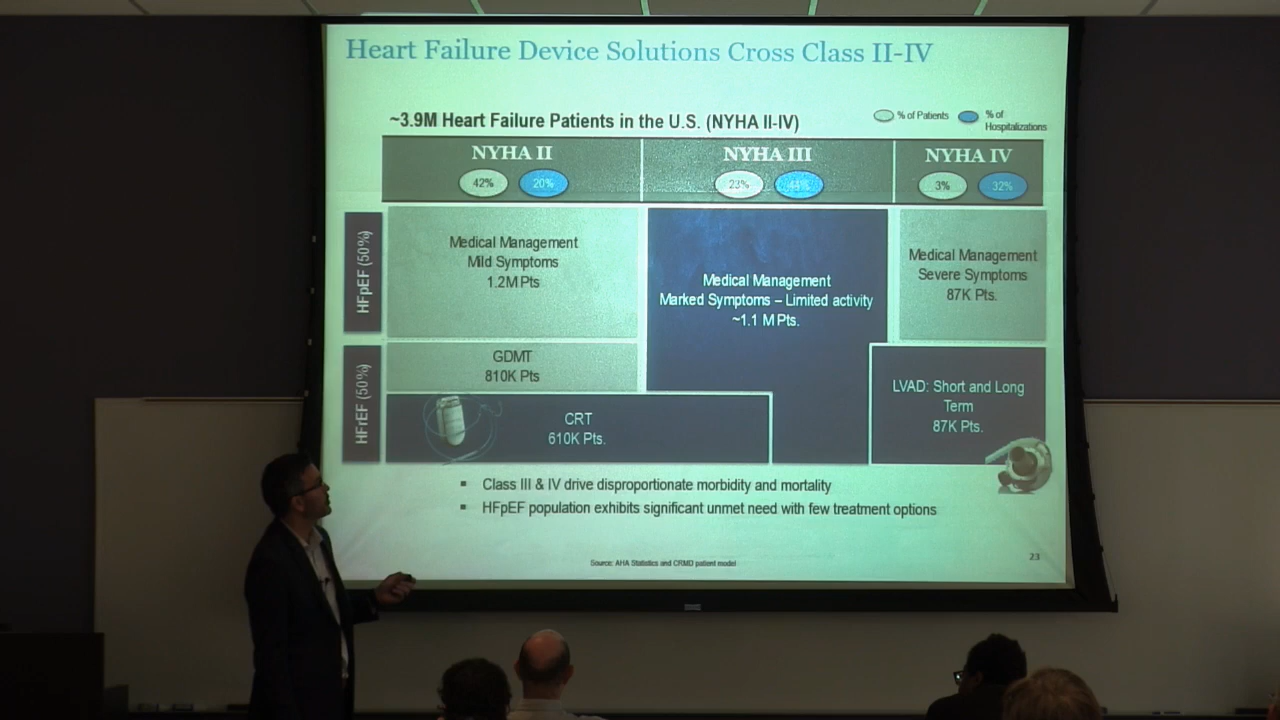 Heart Failure Device Solutions Cross Class II-IV
~3.9M Heart Failure Patients in the U.S. (NYHA II-IV)
% of Patients
% of
Hospitalizations
NYHA II
NYHA III
NYHA IV
42%
20%
23%
44%
3%
32%
HFpEF (50%)
Medical Management
Mild Symptoms
1.2M Pts
Medical Management
Marked Symptoms – Limited activity
~1.1 M Pts.
Medical Management
Severe Symptoms
87K Pts.
HFrEF (50%)
GDMT
810K Pts
CRT
610K Pts.
LVAD: Short and Long
Term
87K Pts.
▪ Class III & IV drive disproportionate morbidity and mortality
▪ HFpEF population exhibits significant unmet need with few treatment options
Source: AHA Statistics and CRMD patient model
23